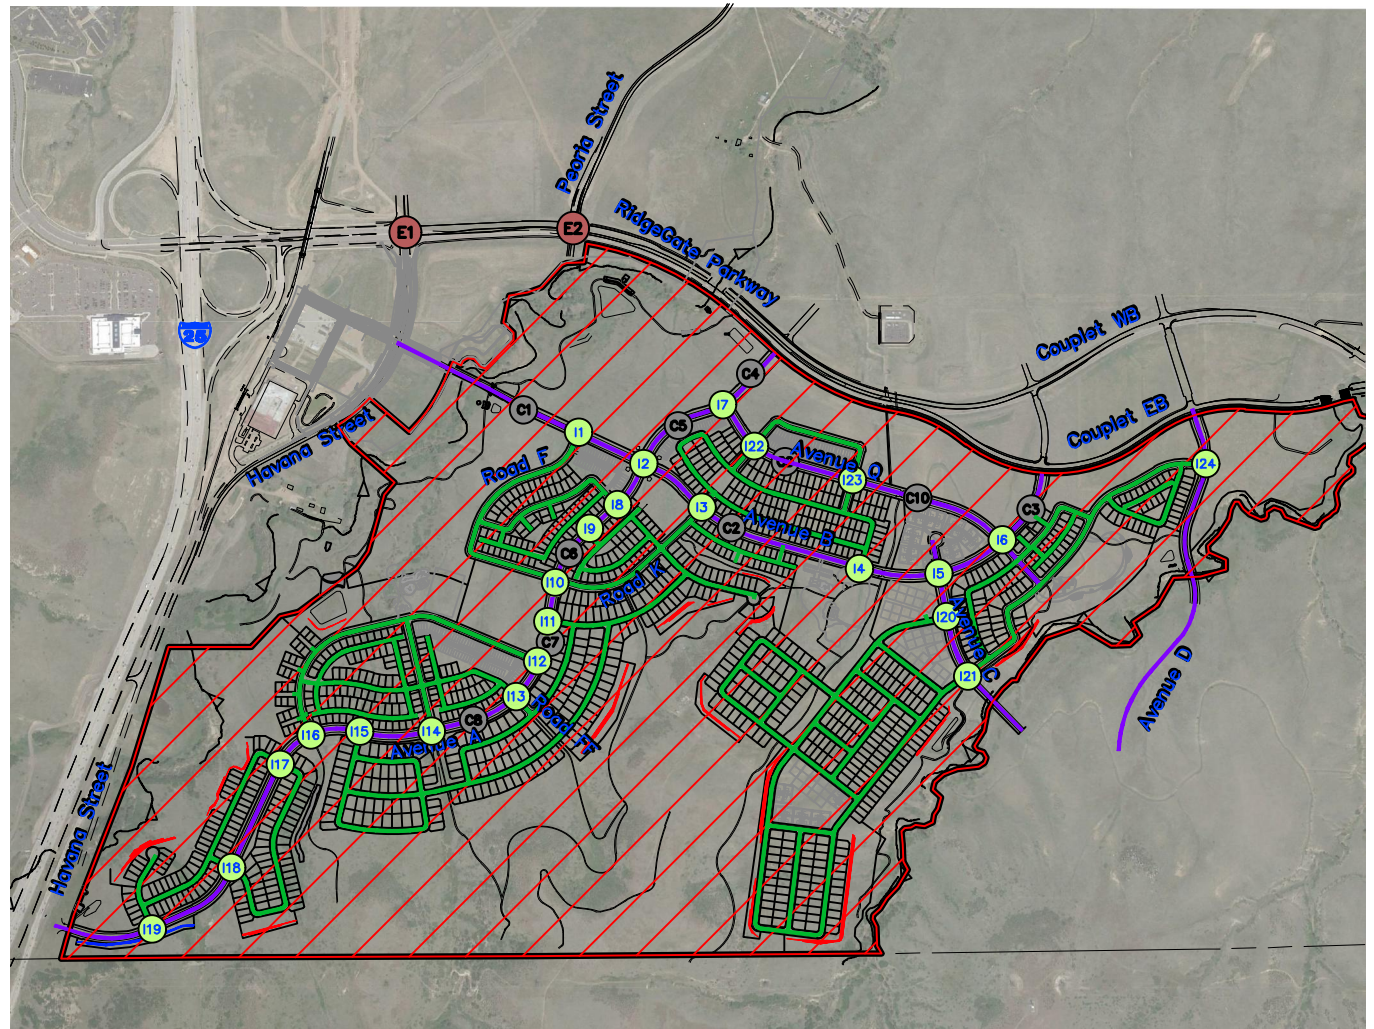 Peoria Street
E1
E2
RidgeGate Parkway
25
Couplet WB
Couplet EB
Havana Street
C4
C1
I7
C5
I1
I2
Road F
I22
Avenue Q
I23
I24
C10
C3
I8
I3
C2
Avenue B
I9
C6
I6
I4
I5
I10
Road K
I11
C7
I20
Avenue C
I12
I21
Avenue D
I13
Road FF
C8
I14
I15
I16
Avenue A
I17
Havana Street
I18
I19